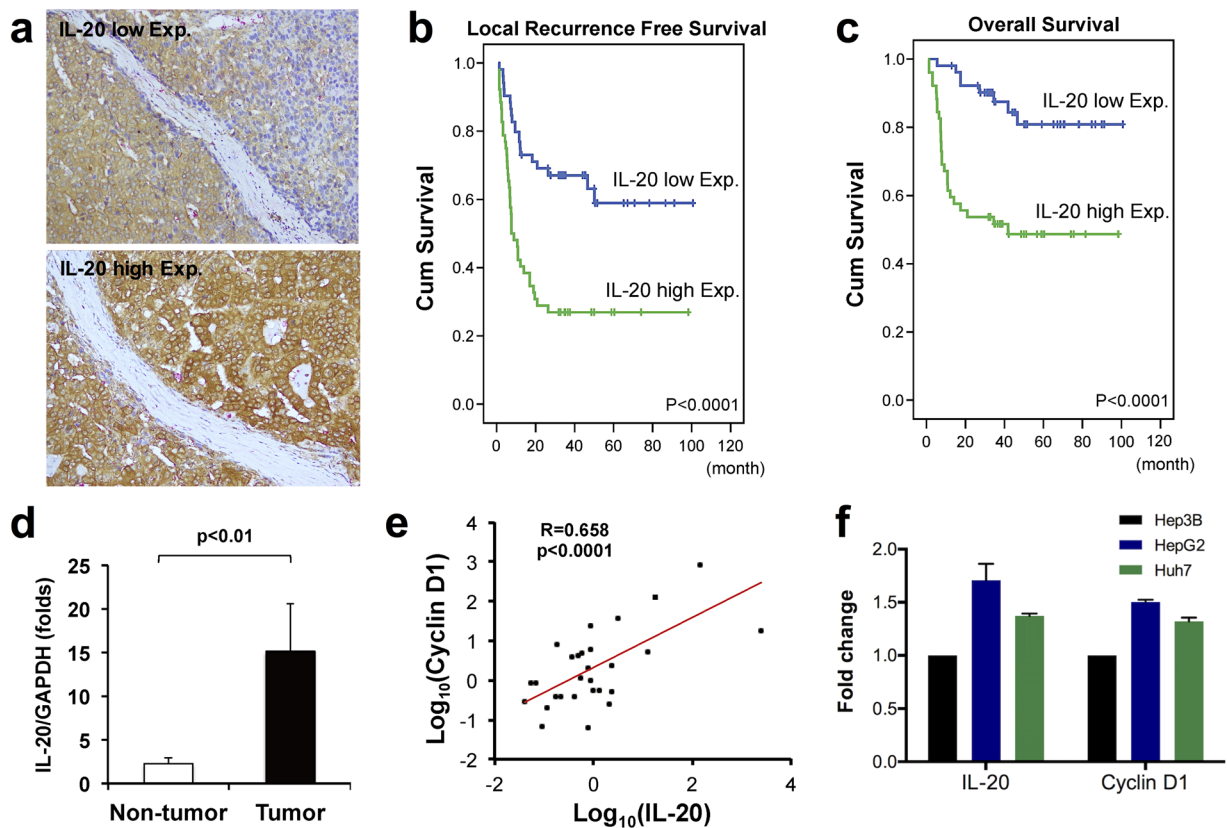 a
IL-20 low Exp.
IL-20 high Exp.
b
Local Recurrence Free Survival
Cum Survival
1.0
0.8
0.6
0.4
0.2
0.0
IL-20 low Exp.
IL-20 high Exp.
P<0.0001
0 20 40 60 80 100 120
(month)
c
Overall Survival
Cum Survival
1.0
0.8
0.6
0.4
0.2
0.0
IL-20 low Exp.
IL-20 high Exp.
P<0.0001
0 20 40 60 80 100 120
(month)
d
p<0.01
IL-20/GAPDH (folds)
25
20
15
10
5
0
Non-tumor Tumor
e
R=0.658
p<0.0001
Log10(Cyclin D1)
4
3
2
1
0
-1
-2
-2 0 2 4
Log10(IL-20)
f
Hep3B
HepG2
Huh7
Fold change
2.0
1.5
1.0
0.5
0.0
IL-20 Cyclin D1